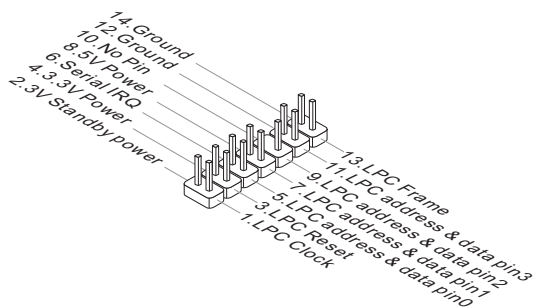 14.Ground
12.Ground
10.No Pin
8.5V Power
6.Serial IRQ
4.3.3V Power
2.3V Standby power
13.LPC Frame
11.LPC address & data pin3
9.LPC address & data pin2
7.LPC address & data pin1
5.LPC address & data pin0
3.LPC Reset
1.LPC Clock